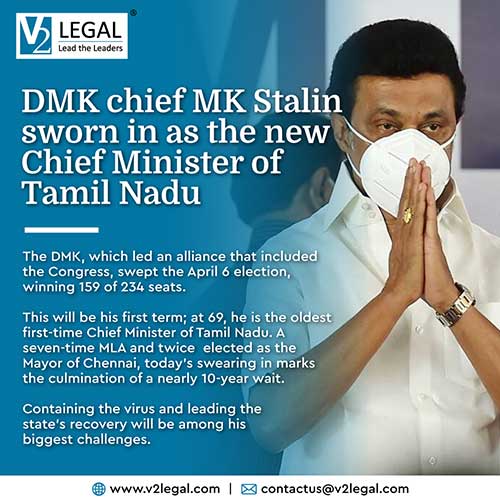 V2
LEGAL
Lead the Leaders
®
DMK chief MK Stalin
sworn in as the new
Chief Minister of
Tamil Nadu
The DMK, which led an alliance that included
the Congress, swept the April 6 election,
winning 159 of 234 seats.
This will be his first term; at 69, he is the oldest
first-time Chief Minister of Tamil Nadu. A
seven-time MLA and twice elected as the
Mayor of Chennai, today's swearing in marks
the culmination of a nearly 10-year wait.
Containing the virus and leading the
state's recovery will be among his
biggest challenges.
www.v2legal.com | contactus@v2legal.com